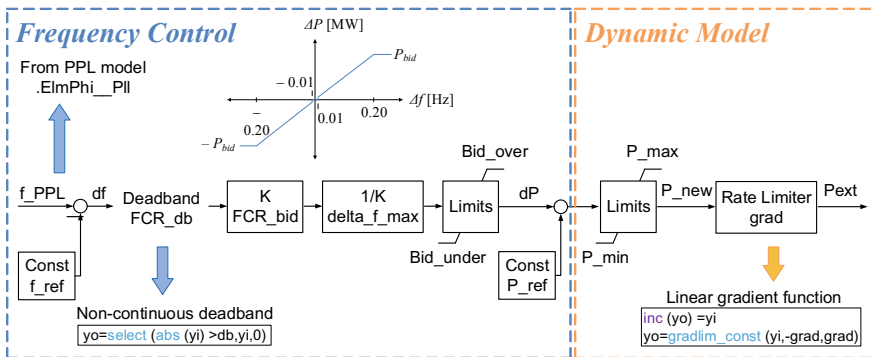 Frequency Control
Dynamic Model
From PPL model
.ElmPhi__Pll
ΔP [MW]
P_bid
− 0.01
Δf [Hz]
−
0.20
0.01
0.20
− P_bid
Bid_over
P_max
f_PPL
df
Deadband
FCR_db
K
FCR_bid
1/K
delta_f_max
Limits
dP
Limits
P_new
Rate Limiter
grad
Pext
Const
f_ref
Bid_under
Const
P_ref
P_min
Non-continuous deadband
yo=select (abs (yi) >db,yi,0)
Linear gradient function
inc (yo) =yi
yo=gradlim_const (yi,-grad,grad)